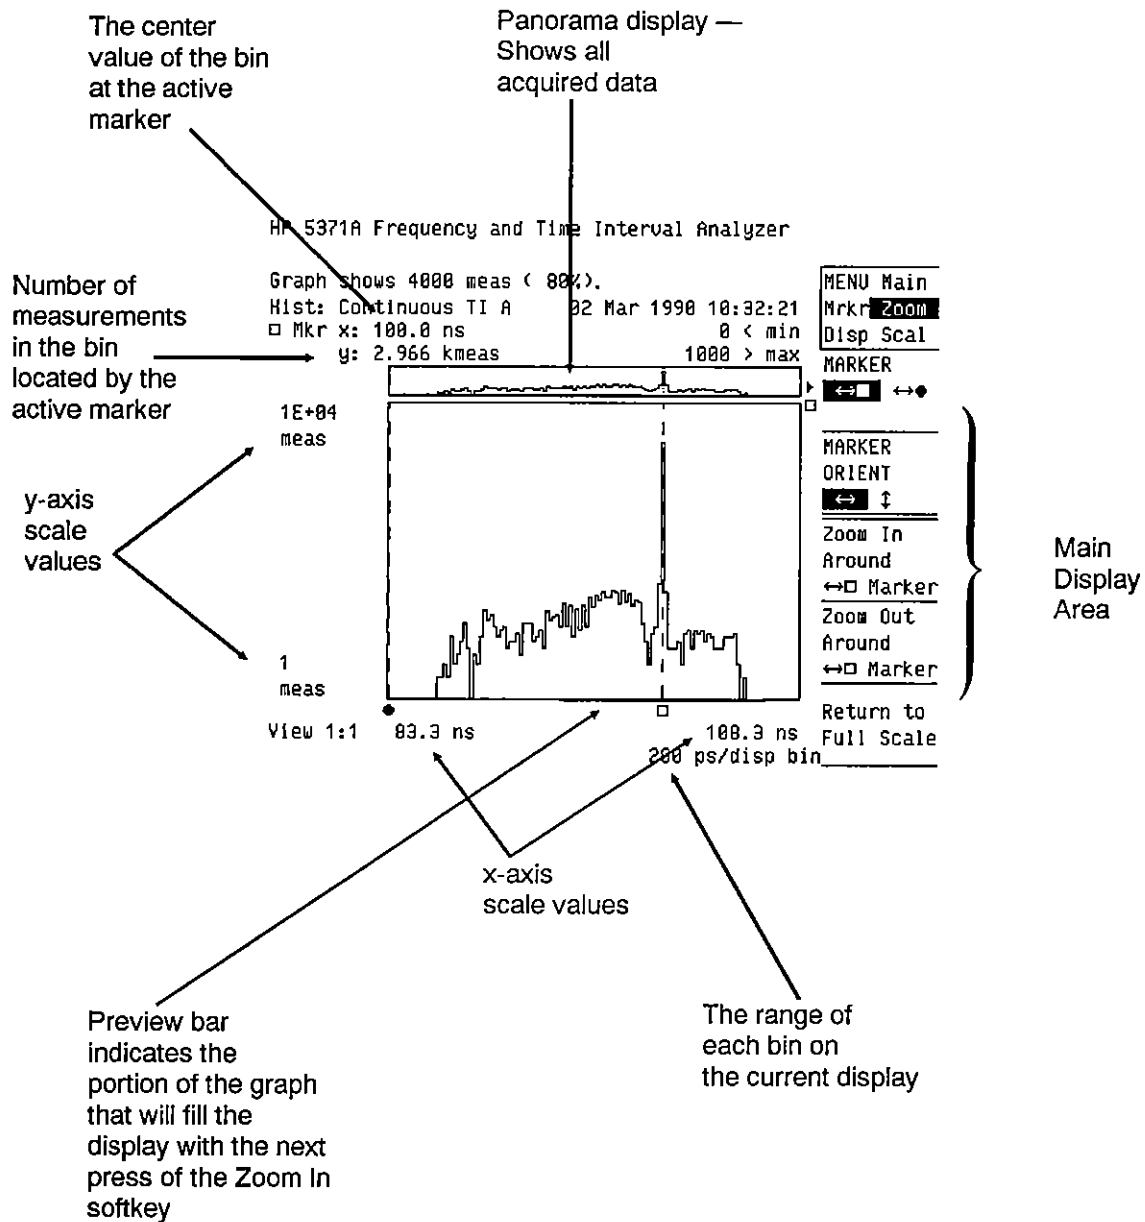 The center
value of the bin
at the active
marker
Panorama display —
Shows all
acquired data
HP 5371A Frequency and Time Interval Analyzer
Graph shows 4000 meas ( 80%).
Hist: Continuous TI A 02 Mar 1990 10:32:21
Mkr x: 100.0 ns 0 < min
y: 2.966 kmeas 1000 > max
Number of
measurements
in the bin
located by the
active marker
MENU Main
Mrkr Zoom
Disp Scal
MARKER
1E+04
meas
MARKER
ORIENT
y-axis
scale
values
Zoom In
Around
↔□ Marker
Zoom Out
Around
↔□ Marker
Main
Display
Area
1
meas
Return to
Full Scale
View 1:1 83.3 ns 108.3 ns
200 ps/disp bin
x-axis
scale values
Preview bar
indicates the
portion of the graph
that will fill the
display with the next
press of the Zoom In
softkey
The range of
each bin on
the current display